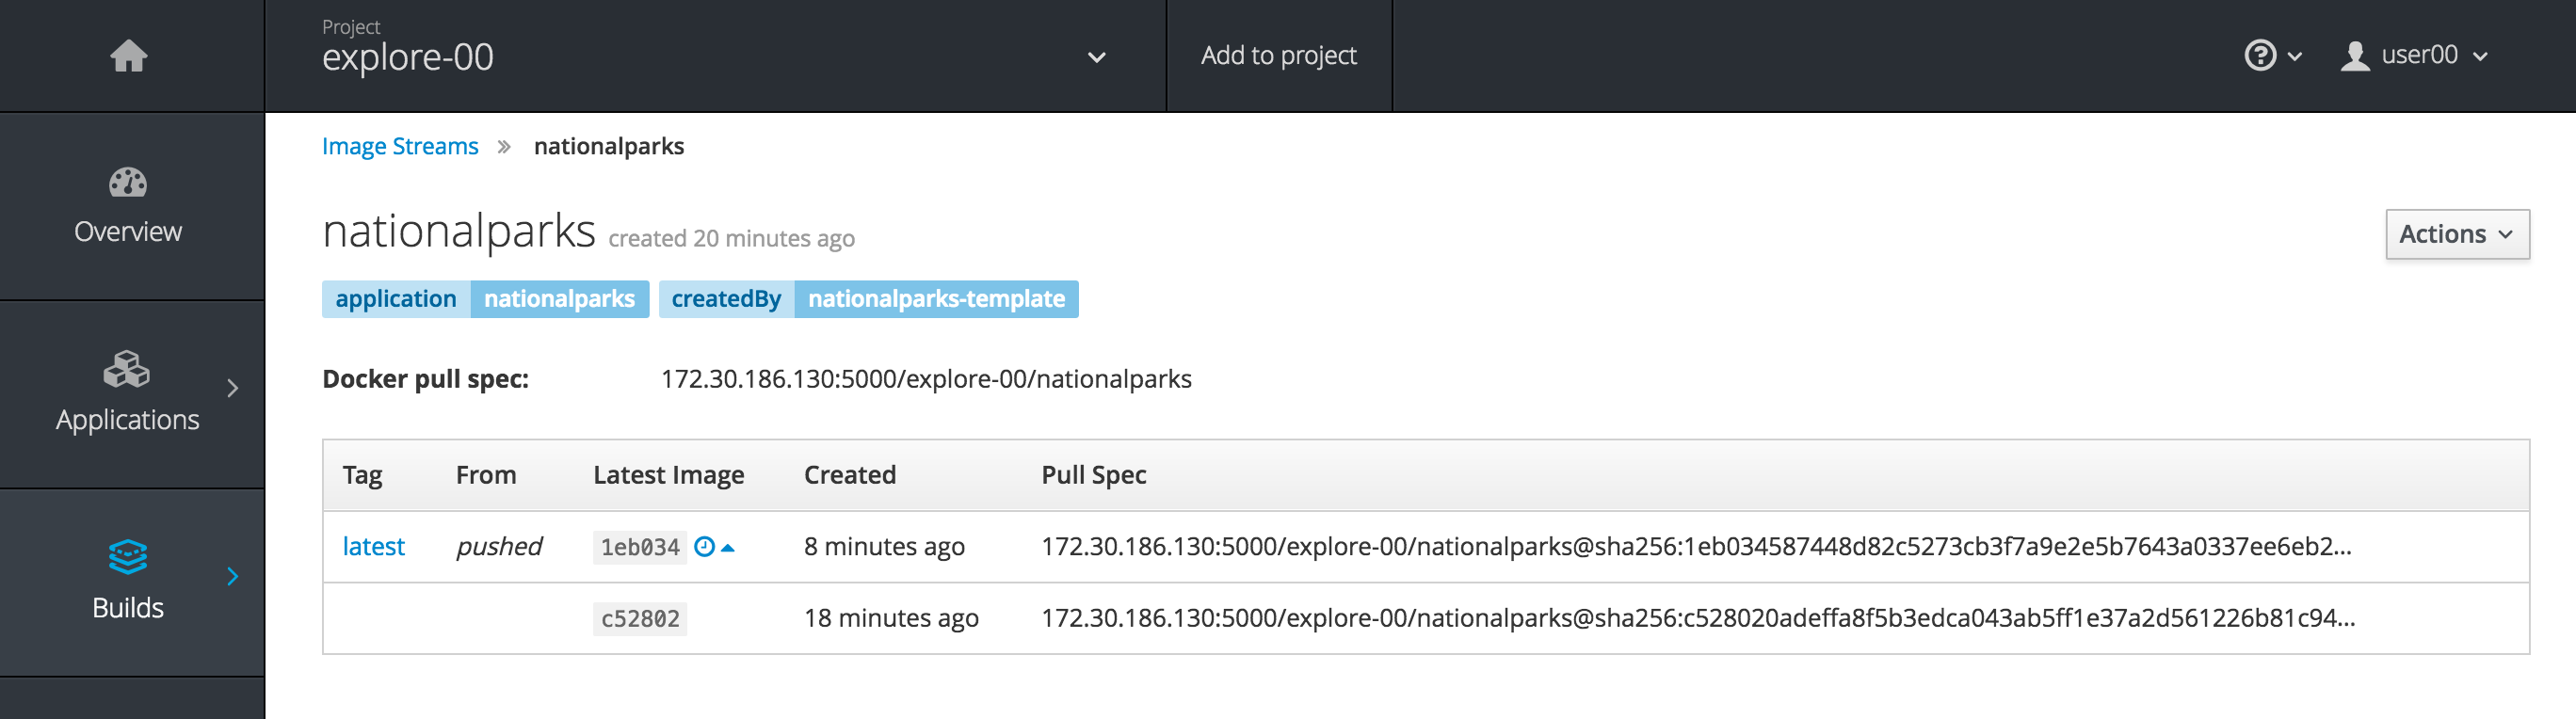 Project
explore-00
Add to project
user00
Overview
Applications
Builds
Image Streams » nationalparks
nationalparks created 20 minutes ago
Actions
application nationalparks createdBy nationalparks-template
Docker pull spec: 172.30.186.130:5000/explore-00/nationalparks
Tag From Latest Image Created Pull Spec
latest pushed 1eb034 8 minutes ago 172.30.186.130:5000/explore-00/nationalparks@sha256:1eb034587448d82c5273cb3f7a9e2e5b7643a0337ee6eb2...
c52802 18 minutes ago 172.30.186.130:5000/explore-00/nationalparks@sha256:c528020adeffa8f5b3edca043ab5ff1e37a2d561226b81c94...